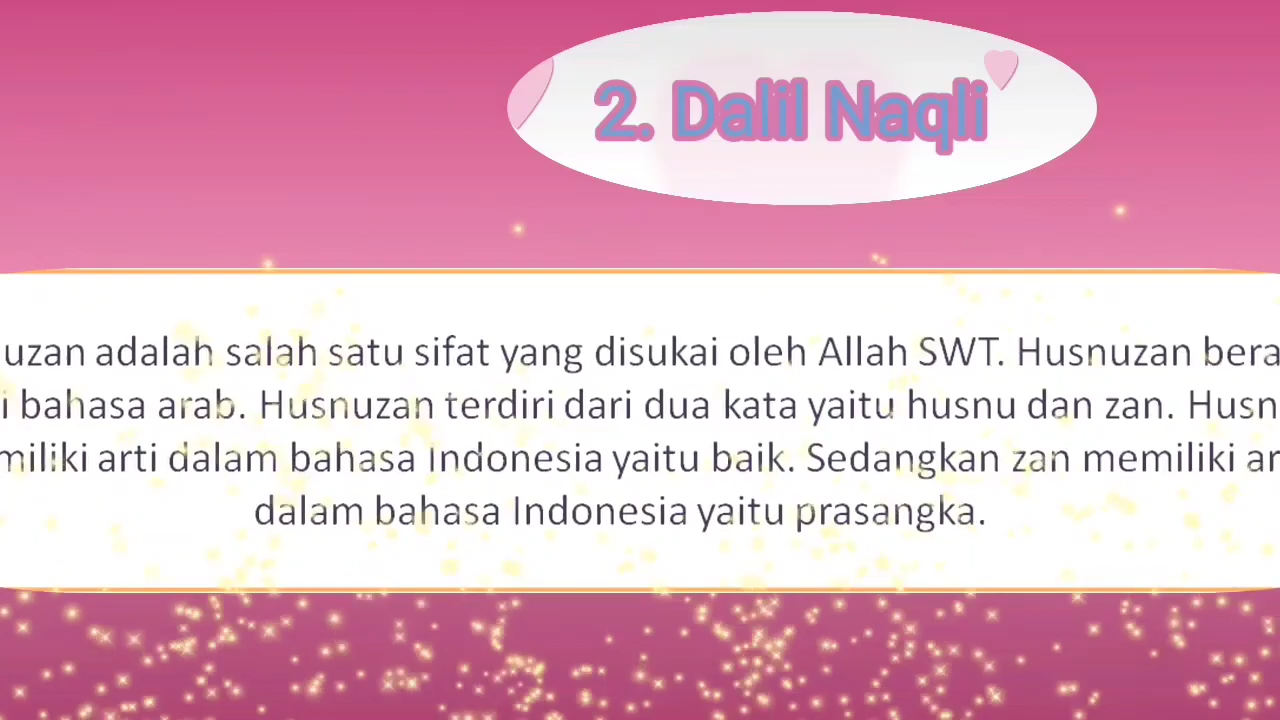 2. Dalil Naqli
uzan adalah salah satu sifat yang disukai oleh Allah SWT. Husnuzan bera
i bahasa arab. Husnuzan terdiri dari dua kata yaitu husnu dan zan. Husn
miliki arti dalam bahasa Indonesia yaitu baik. Sedangkan zan memiliki ar
dalam bahasa Indonesia yaitu prasangka.